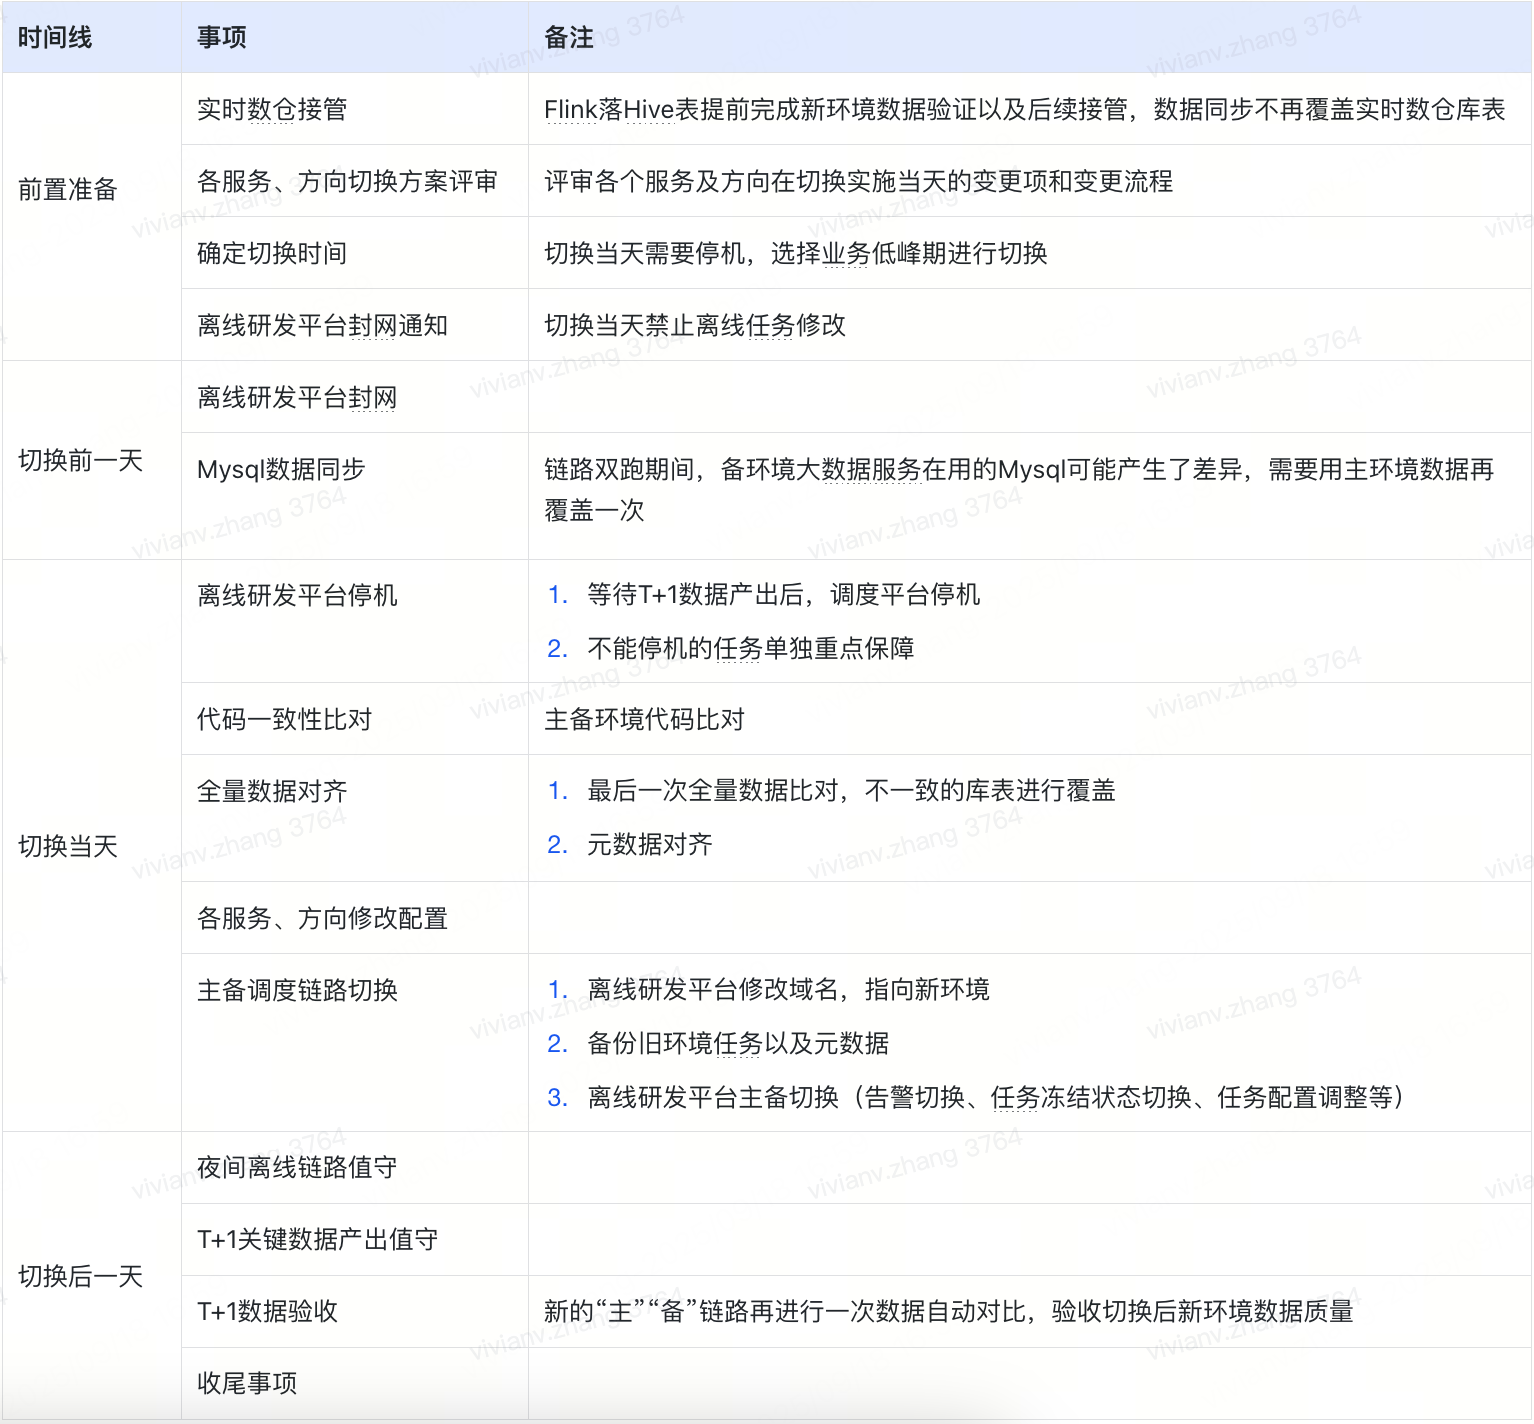 时间线 事项 备注
前置准备
实时数仓接管 Flink落Hive表提前完成新环境数据验证以及后续接管，数据同步不再覆盖实时数仓库表
各服务、方向切换方案评审 评审各个服务及方向在切换实施当天的变更项和变更流程
确定切换时间 切换当天需要停机，选择业务低峰期进行切换
离线研发平台封网通知 切换当天禁止离线任务修改
切换前一天
离线研发平台封网
Mysql数据同步 链路双跑期间，备环境大数据服务在用的Mysql可能产生了差异，需要用主环境数据再
覆盖一次
切换当天
离线研发平台停机 1. 等待T+1数据产出后，调度平台停机
2. 不能停机的任务单独重点保障
代码一致性比对 主备环境代码比对
全量数据对齐 1. 最后一次全量数据比对，不一致的库表进行覆盖
2. 元数据对齐
各服务、方向修改配置
主备调度链路切换 1. 离线研发平台修改域名，指向新环境
2. 备份旧环境任务以及元数据
3. 离线研发平台主备切换（告警切换、任务冻结状态切换、任务配置调整等）
切换后一天
夜间离线链路值守
T+1关键数据产出值守
T+1数据验收 新的“主”“备”链路再进行一次数据自动对比，验收切换后新环境数据质量
收尾事项
vivianv.zhang 3764